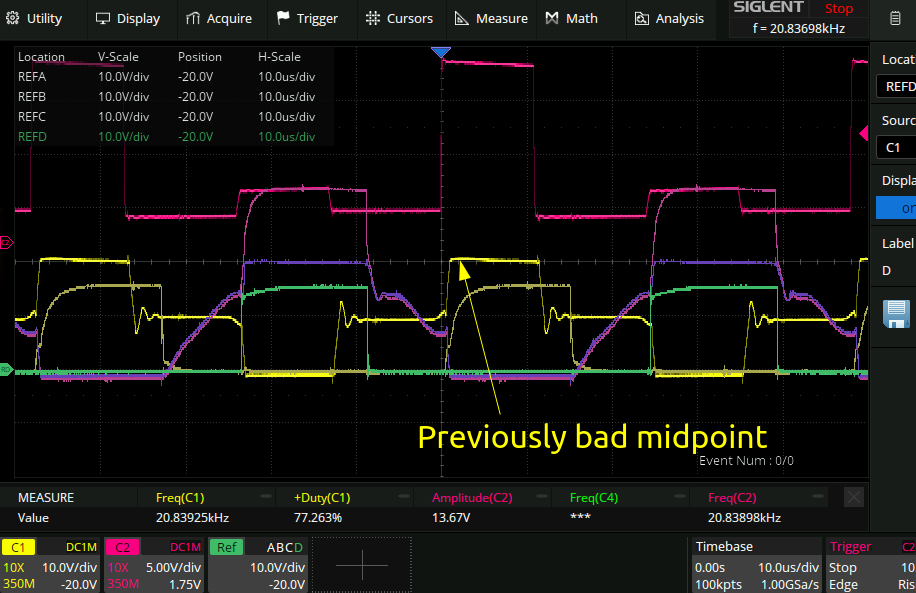 Utility
Display
Acquire
Trigger
Cursors
Measure
Math
Analysis
SIGLENT
Stop
f = 20.83698kHz
Location V-Scale Position H-Scale
REFA 10.0V/div -20.0V 10.0us/div
REFB 10.0V/div -20.0V 10.0us/div
REFC 10.0V/div -20.0V 10.0us/div
REFD 10.0V/div -20.0V 10.0us/div
Locat
REFD
Sourc
C1
Displa
on
Label
D
Previously bad midpoint
Event Num : 0/0
MEASURE Freq(C1) +Duty(C1) Amplitude(C2) Freq(C4) Freq(C2)
Value 20.83925kHz 77.263% 13.67V *** 20.83898kHz
C1 DC1M
10X 10.0V/div
350M -20.0V
C2 DC1M
10X 5.00V/div
350M 1.75V
Ref ABCD
10.0V/div
-20.0V
Timebase
0.00s 10.0us/div
100kpts 1.00GSa/s
Trigger C2
Stop 10.
Edge Ris